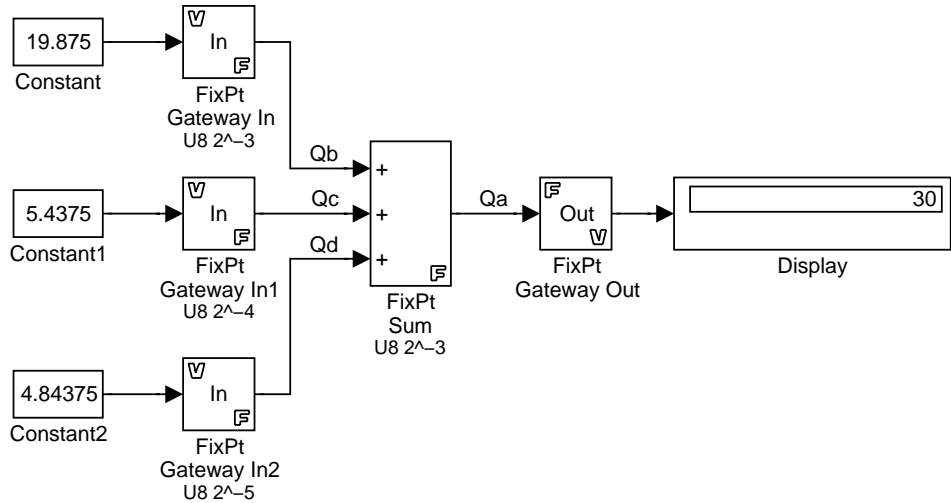 19.875
Constant
V
In
F
FixPt
Gateway In
U8 2^−3
5.4375
Constant1
V
In
F
FixPt
Gateway In1
U8 2^−4
4.84375
Constant2
V
In
F
FixPt
Gateway In2
U8 2^−5
Qb
Qc
Qd
+
+
+
F
FixPt
Sum
U8 2^−3
Qa
F
Out
V
FixPt
Gateway Out
30
Display